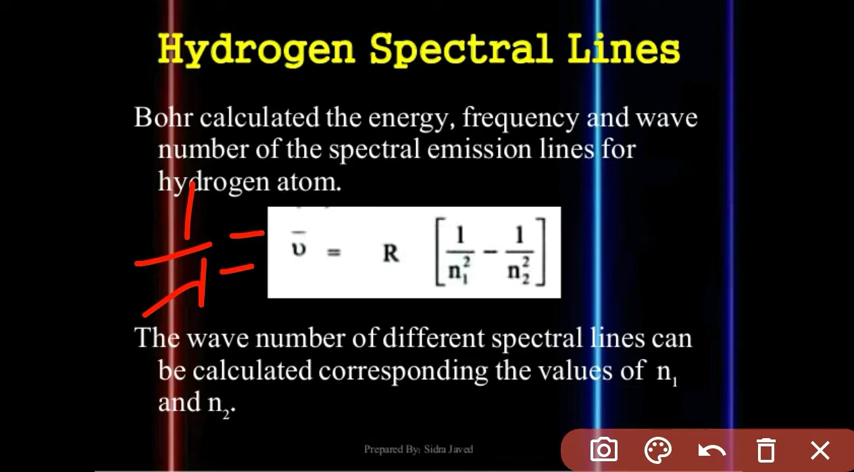 Hydrogen Spectral Lines
Bohr calculated the energy, frequency and wave
number of the spectral emission lines for
hydrogen atom.
1/λ = ῡ = R [1/n₁² − 1/n₂²]
The wave number of different spectral lines can
be calculated corresponding the values of n₁
and n₂.
Prepared By: Sidra Javed